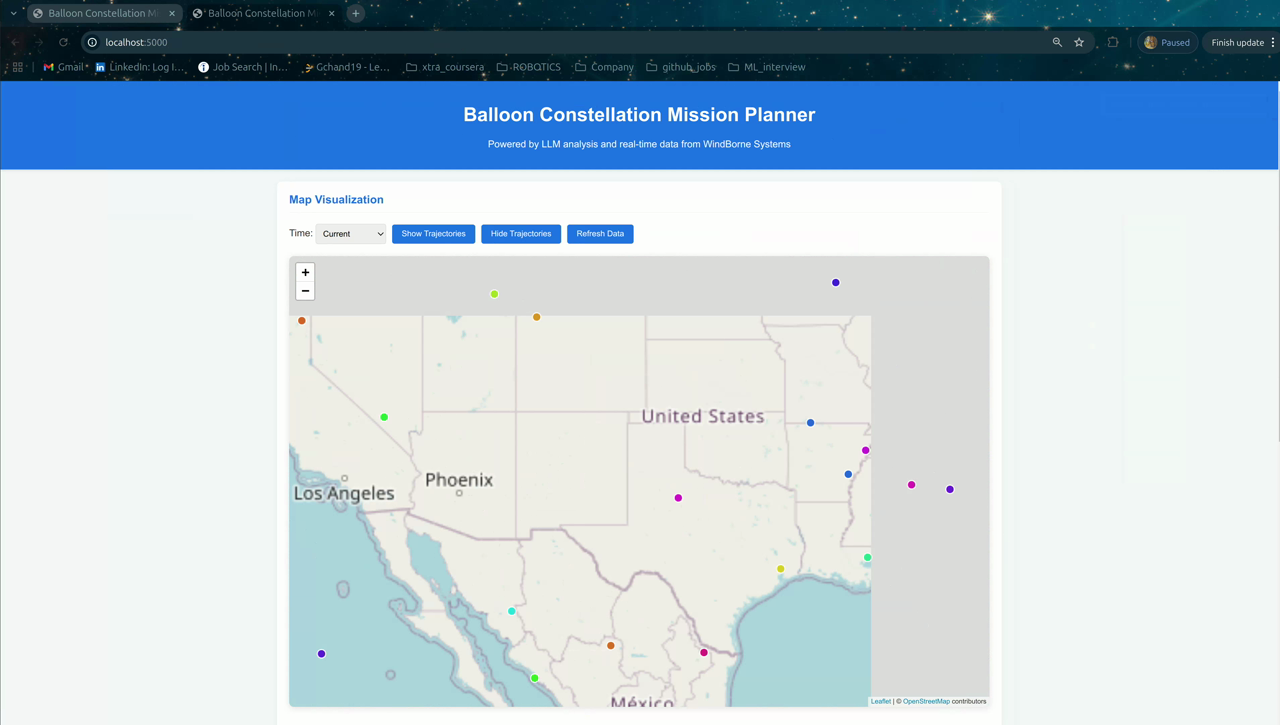 Balloon Constellation Mi
Balloon Constellation M
localhost:5000
Paused
Finish update
Gmail
LinkedIn: Log I...
Job Search | In...
Gchand19 - Le...
xtra_coursera
ROBOTICS
Company
github_jobs
ML_interview
Balloon Constellation Mission Planner
Powered by LLM analysis and real-time data from WindBorne Systems
Map Visualization
Time: Current
Show Trajectories
Hide Trajectories
Refresh Data
+
−
United States
Phoenix
Los Angeles
México
Leaflet | © OpenStreetMap contributors